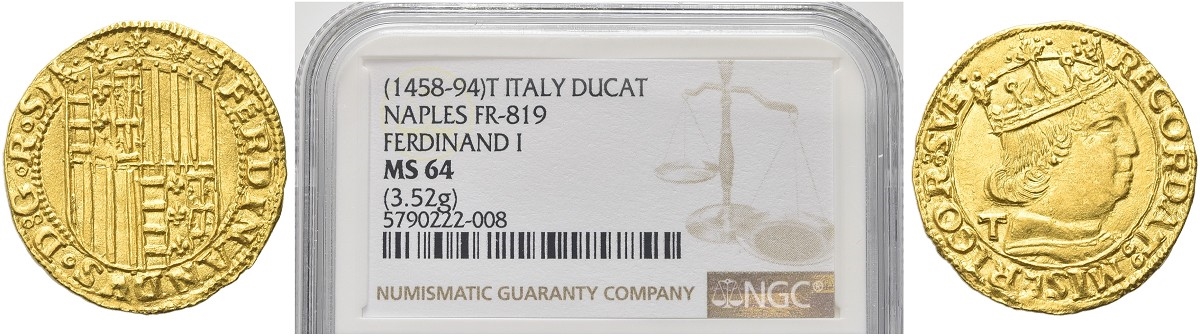 FERDINANDS·D:G·R·SI
(1458-94)T ITALY DUCAT
NAPLES FR-819
FERDINAND I
MS 64
(3.52g)
5790222-008
NUMISMATIC GUARANTY COMPANY
NGC®
RECORDAT MISERICOR SVE
T